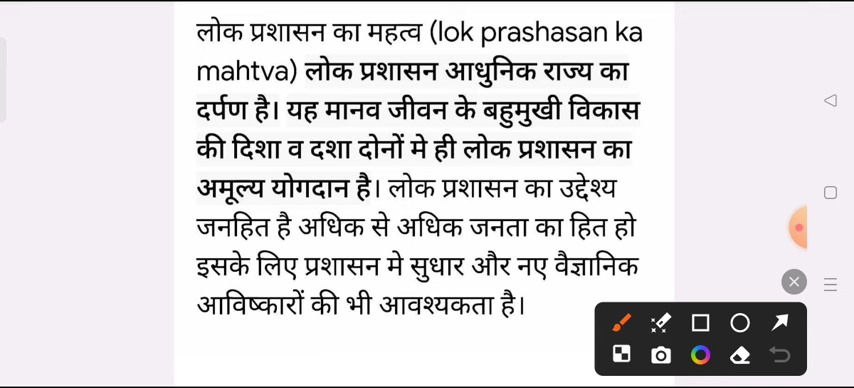 लोक प्रशासन का महत्व (lok prashasan ka
mahtva) लोक प्रशासन आधुनिक राज्य का
दर्पण है। यह मानव जीवन के बहुमुखी विकास
की दिशा व दशा दोनों मे ही लोक प्रशासन का
अमूल्य योगदान है। लोक प्रशासन का उद्देश्य
जनहित है अधिक से अधिक जनता का हित हो
इसके लिए प्रशासन मे सुधार और नए वैज्ञानिक
आविष्कारों की भी आवश्यकता है।